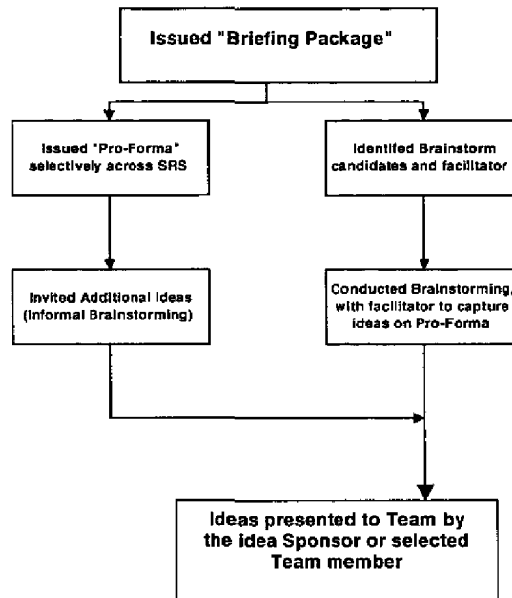 Issued "Briefing Package"
Issued "Pro-Forma"
selectively across SRS
Identifed Brainstorm
candidates and facilitator
Invited Additional Ideas
(Informal Brainstorming)
Conducted Brainstorming,
with facilitator to capture
ideas on Pro-Forma
Ideas presented to Team by
the idea Sponsor or selected
Team member